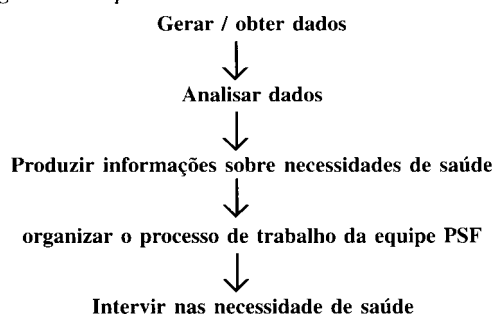 Gerar / obter dados
Analisar dados
Produzir informações sobre necessidades de saúde
organizar o processo de trabalho da equipe PSF
Intervir nas necessidade de saúde